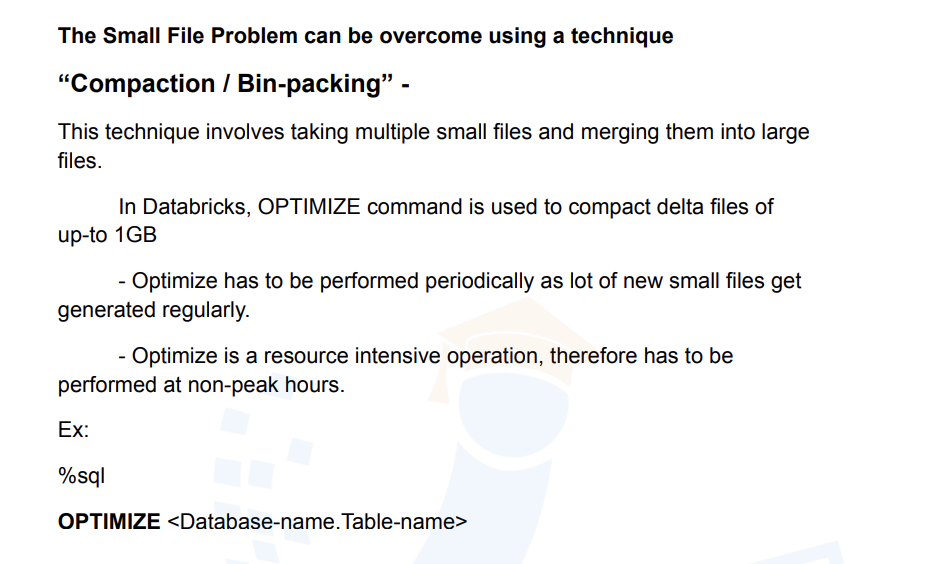 The Small File Problem can be overcome using a technique
“Compaction / Bin-packing” -
This technique involves taking multiple small files and merging them into large
files.
In Databricks, OPTIMIZE command is used to compact delta files of
up-to 1GB
- Optimize has to be performed periodically as lot of new small files get
generated regularly.
- Optimize is a resource intensive operation, therefore has to be
performed at non-peak hours.
Ex:
%sql
OPTIMIZE <Database-name.Table-name>